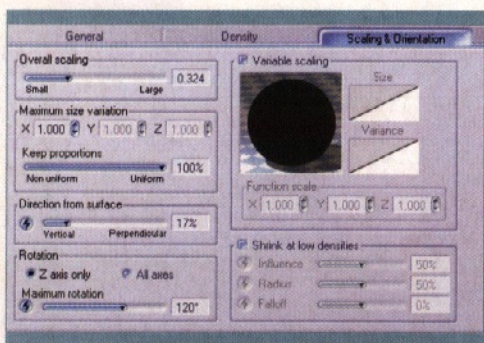 General Density Scaling & Orientation
Overall scaling
0.324
Small Large
Maximum size variation
X 1.000 Y 1.000 Z 1.000
Keep proportions
100%
Non uniform Uniform
Direction from surface
17%
Vertical Perpendicular
Rotation
Z axis only All axes
Maximum rotation
120°
Variable scaling
Size
Variance
Function scale
X 1.000 Y 1.000 Z 1.000
Shrink at low densities
Influence 50%
Radius 50%
Falloff 0%